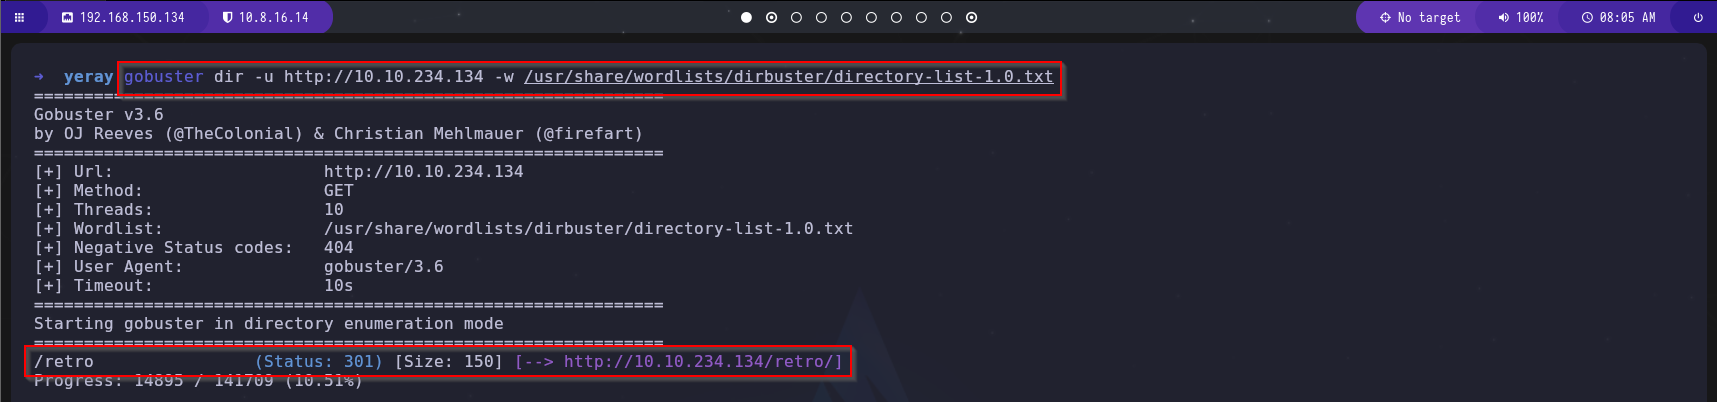 192.168.150.134 10.8.16.14 No target 100% 08:05 AM
→ yeray gobuster dir -u http://10.10.234.134 -w /usr/share/wordlists/dirbuster/directory-list-1.0.txt
===============================================================
Gobuster v3.6
by OJ Reeves (@TheColonial) & Christian Mehlmauer (@firefart)
===============================================================
[+] Url: http://10.10.234.134
[+] Method: GET
[+] Threads: 10
[+] Wordlist: /usr/share/wordlists/dirbuster/directory-list-1.0.txt
[+] Negative Status codes: 404
[+] User Agent: gobuster/3.6
[+] Timeout: 10s
===============================================================
Starting gobuster in directory enumeration mode
===============================================================
/retro (Status: 301) [Size: 150] [--> http://10.10.234.134/retro/]
Progress: 14895 / 141709 (10.51%)